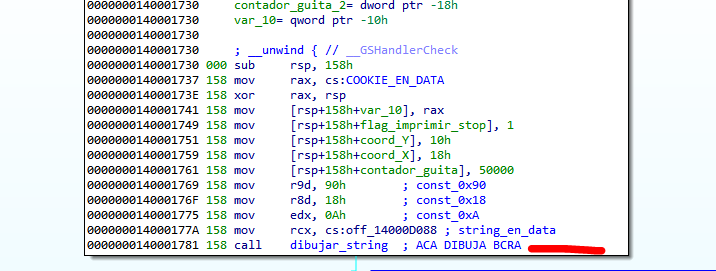 0000000140001730 contador_guita_2= dword ptr -18h
0000000140001730 var_10= qword ptr -10h
0000000140001730
0000000140001730 ; __unwind { // __GSHandlerCheck
0000000140001730 000 sub rsp, 158h
0000000140001737 158 mov rax, cs:COOKIE_EN_DATA
000000014000173E 158 xor rax, rsp
0000000140001741 158 mov [rsp+158h+var_10], rax
0000000140001749 158 mov [rsp+158h+flag_imprimir_stop], 1
0000000140001751 158 mov [rsp+158h+coord_Y], 10h
0000000140001759 158 mov [rsp+158h+coord_X], 18h
0000000140001761 158 mov [rsp+158h+contador_guita], 50000
0000000140001769 158 mov r9d, 90h ; const_0x90
000000014000176F 158 mov r8d, 18h ; const_0x18
0000000140001775 158 mov edx, 0Ah ; const_0xA
000000014000177A 158 mov rcx, cs:off_14000D088 ; string_en_data
0000000140001781 158 call dibujar_string ; ACA DIBUJA BCRA